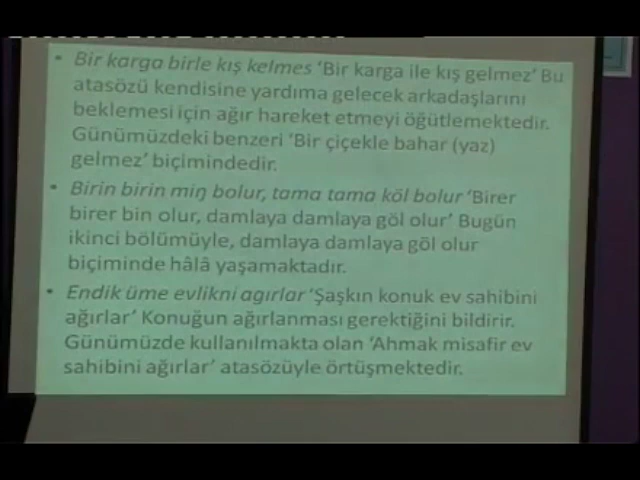 • Bir karga birle kış kelmes ‘Bir karga ile kış gelmez’ Bu
atasözü kendisine yardıma gelecek arkadaşlarını
beklemesi için ağır hareket etmeyi öğütlemektedir.
Günümüzdeki benzeri ‘Bir çiçekle bahar (yaz)
gelmez’ biçimindedir.
• Birin birin miŋ bolur, tama tama köl bolur ‘Birer
birer bin olur, damlaya damlaya göl olur’ Bugün
ikinci bölümüyle, damlaya damlaya göl olur
biçiminde hâlâ yaşamaktadır.
• Endik üme evlikni agırlar ‘Şaşkın konuk ev sahibini
ağırlar’ Konuğun ağırlanması gerektiğini bildirir.
Günümüzde kullanılmakta olan ‘Ahmak misafir ev
sahibini ağırlar’ atasözüyle örtüşmektedir.